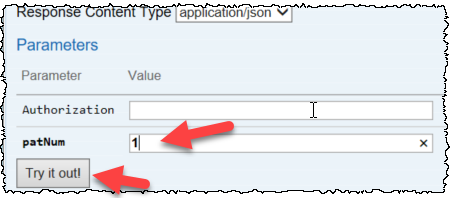 Response Content Type application/json
Parameters
Parameter Value
Authorization
patNum 1 ×
Try it out!